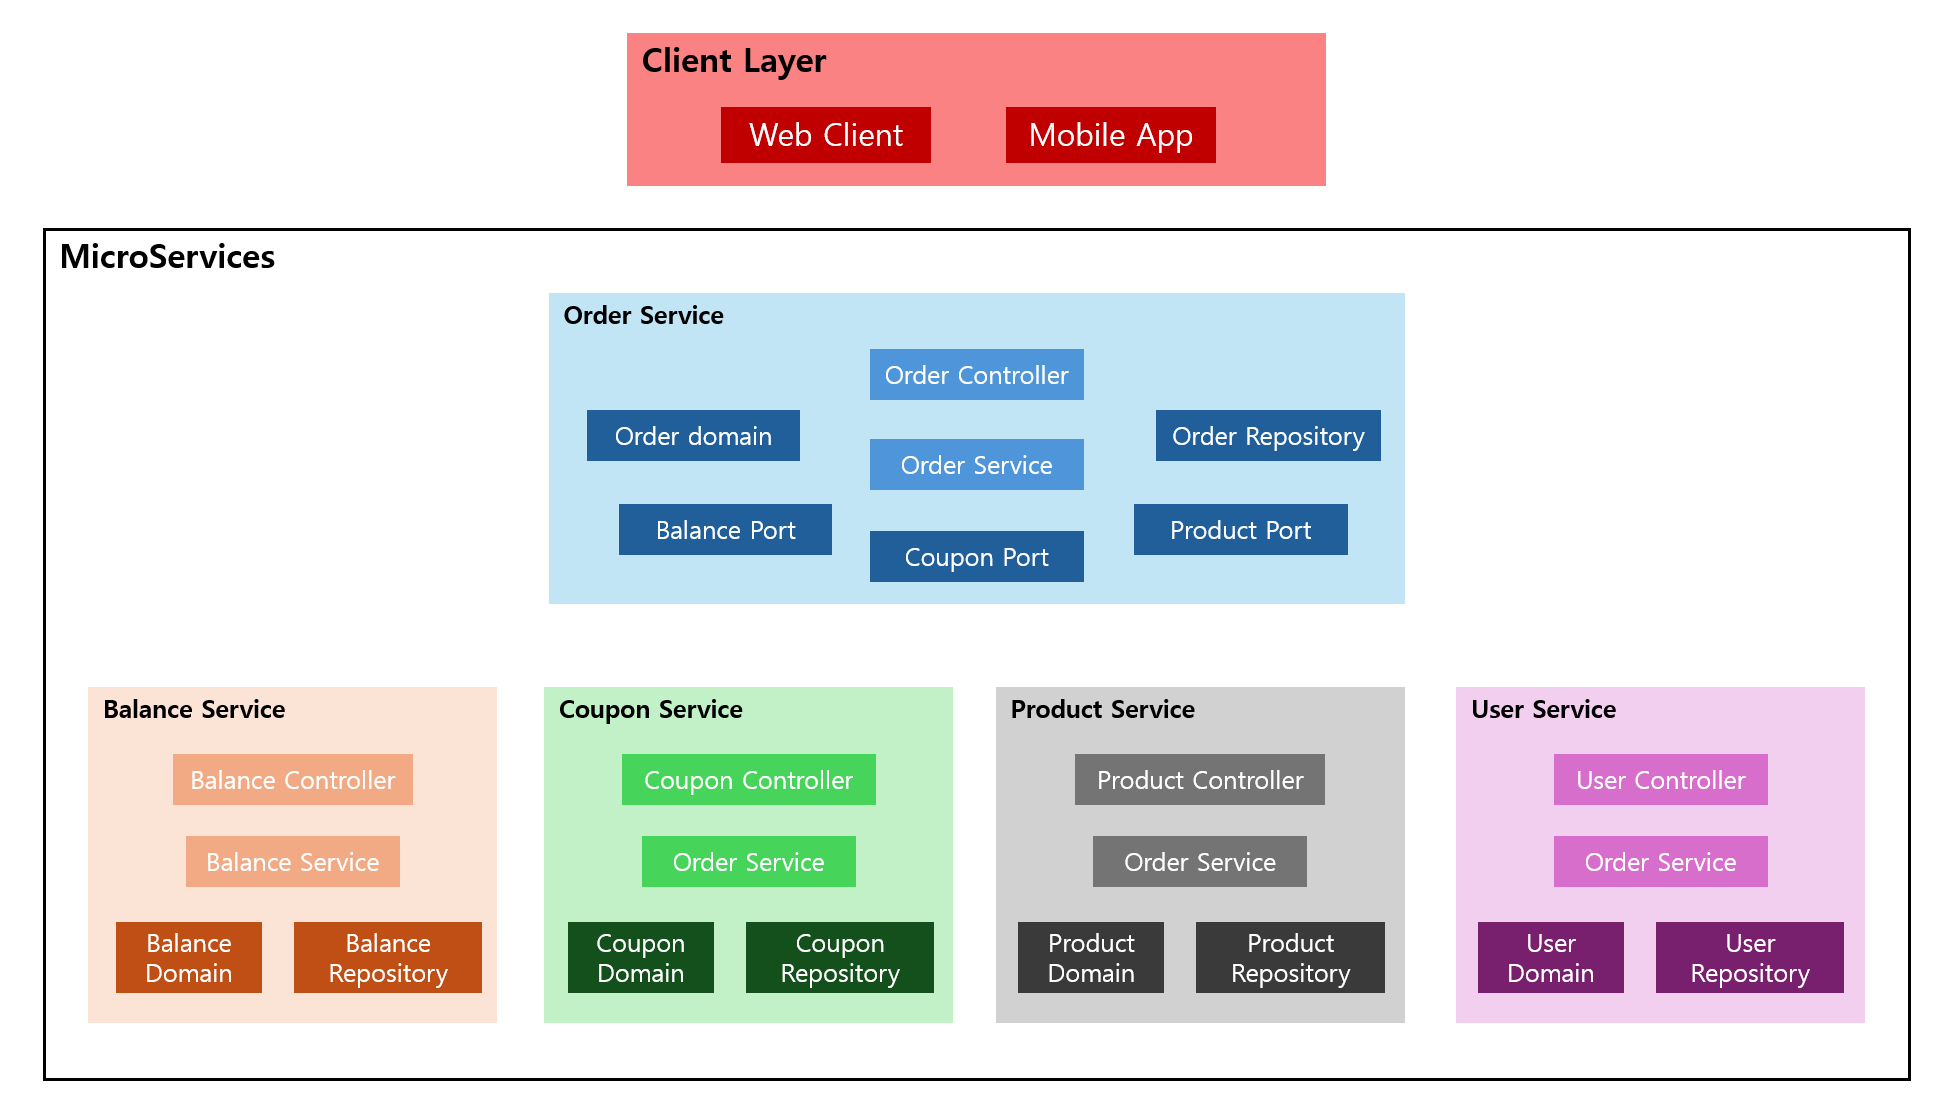 Client Layer
Web Client
Mobile App
MicroServices
Order Service
Order Controller
Order domain
Order Repository
Order Service
Balance Port
Product Port
Coupon Port
Balance Service
Balance Controller
Balance Service
Balance
Domain
Balance
Repository
Coupon Service
Coupon Controller
Order Service
Coupon
Domain
Coupon
Repository
Product Service
Product Controller
Order Service
Product
Domain
Product
Repository
User Service
User Controller
Order Service
User
Domain
User
Repository